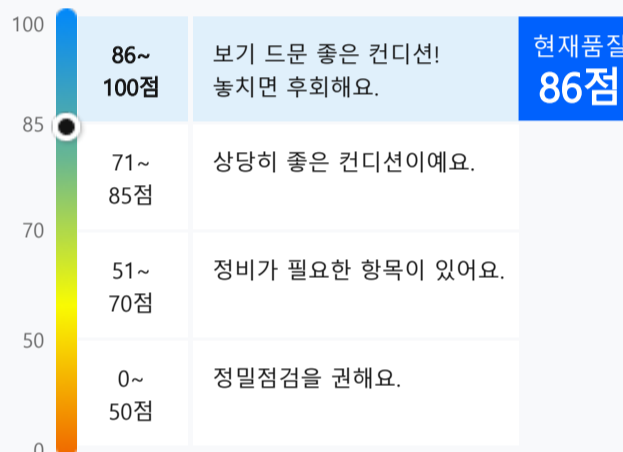 100
86~
100점
보기 드문 좋은 컨디션!
놓치면 후회해요.
현재품질
86점
85
71~
85점
상당히 좋은 컨디션이예요.
70
51~
70점
정비가 필요한 항목이 있어요.
50
0~
50점
정밀점검을 권해요.
0